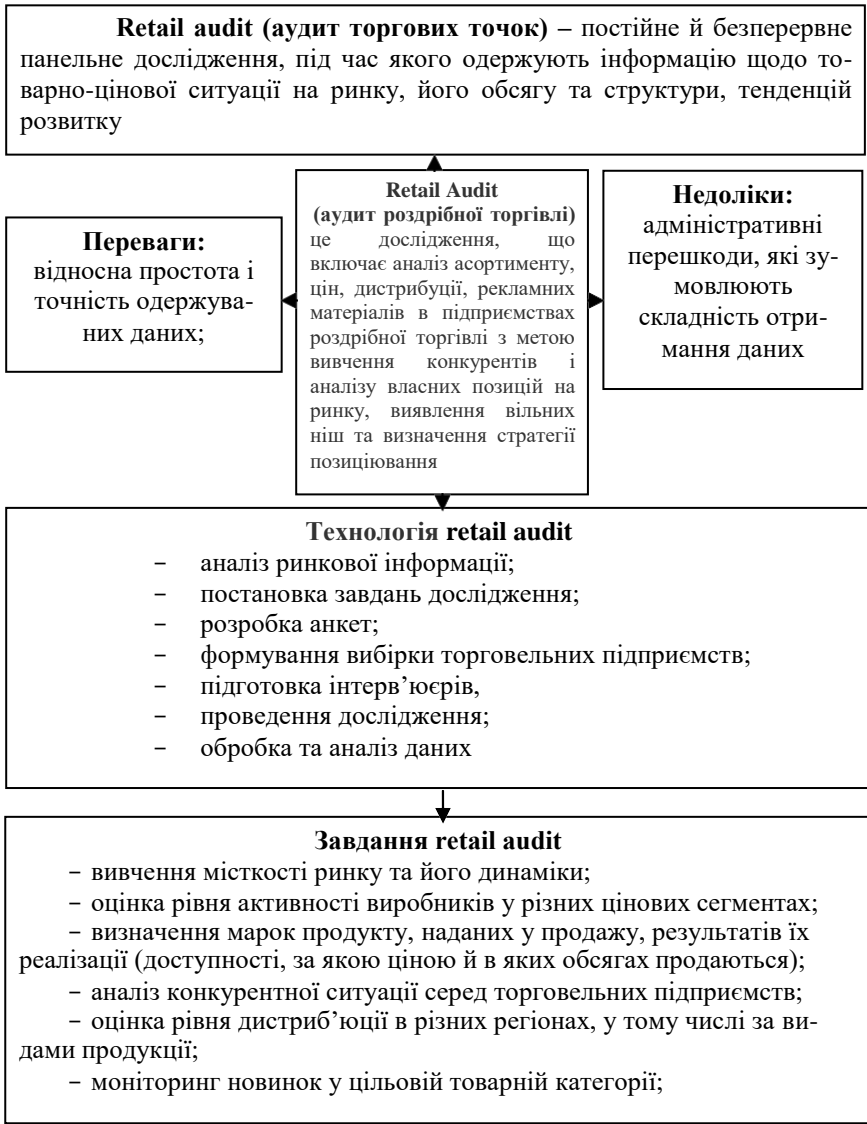 Retail audit (аудит торгових точок) – постійне й безперервне
панельне дослідження, під час якого одержують інформацію щодо то-
варно-цінової ситуації на ринку, його обсягу та структури, тенденцій
розвитку
Переваги:
відносна простота і
точність одержува-
них даних;
Retail Audit
(аудит роздрібної торгівлі)
це дослідження, що
включає аналіз асортименту,
цін, дистрибуції, рекламних
матеріалів в підприємствах
роздрібної торгівлі з метою
вивчення конкурентів і
аналізу власних позицій на
ринку, виявлення вільних
ніш та визначення стратегії
позиціювання
Недоліки:
адміністративні
перешкоди, які зу-
мовлюють
складність отри-
мання даних
Технологія retail audit
– аналіз ринкової інформації;
– постановка завдань дослідження;
– розробка анкет;
– формування вибірки торговельних підприємств;
– підготовка інтерв’юєрів,
– проведення дослідження;
– обробка та аналіз даних
Завдання retail audit
– вивчення місткості ринку та його динаміки;
– оцінка рівня активності виробників у різних цінових сегментах;
– визначення марок продукту, наданих у продажу, результатів їх
реалізації (доступності, за якою ціною й в яких обсягах продаються);
– аналіз конкурентної ситуації серед торговельних підприємств;
– оцінка рівня дистриб’юції в різних регіонах, у тому числі за ви-
дами продукції;
– моніторинг новинок у цільовій товарній категорії;